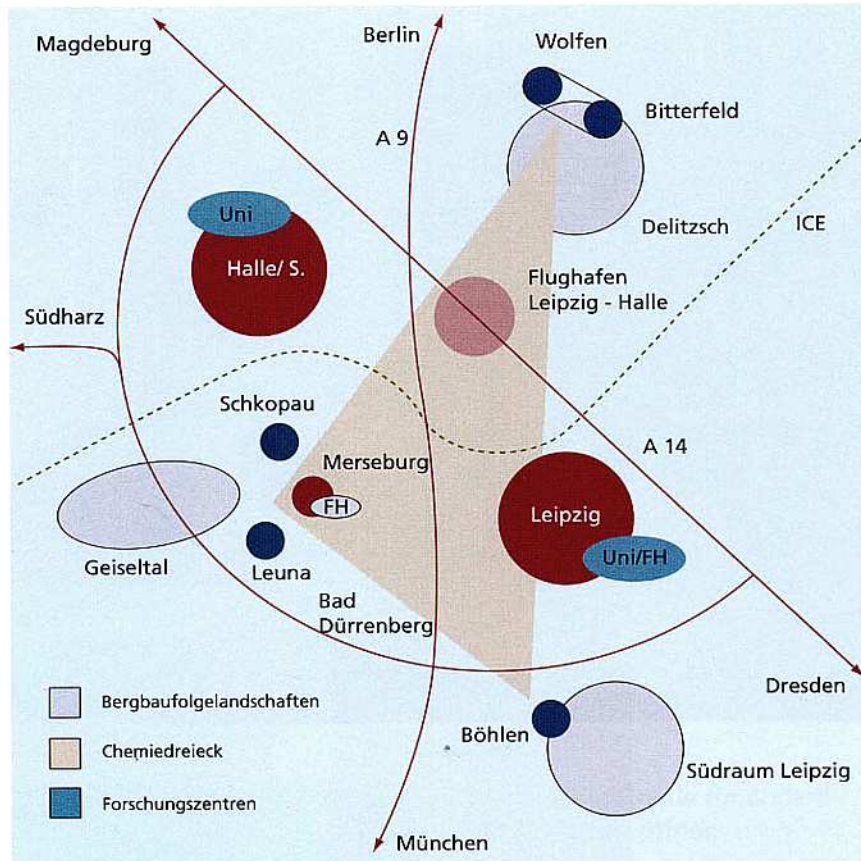 Magdeburg
Berlin
Wolfen
Bitterfeld
A 9
Uni
Delitzsch
ICE
Halle/ S.
Flughafen
Leipzig - Halle
Südharz
Schkopau
A 14
Merseburg
FH
Leipzig
Geiseltal
Leuna
Uni/FH
Bad
Dürrenberg
Dresden
Bergbaufolgelandschaften
Böhlen
Chemiedreieck
Südraum Leipzig
Forschungszentren
München